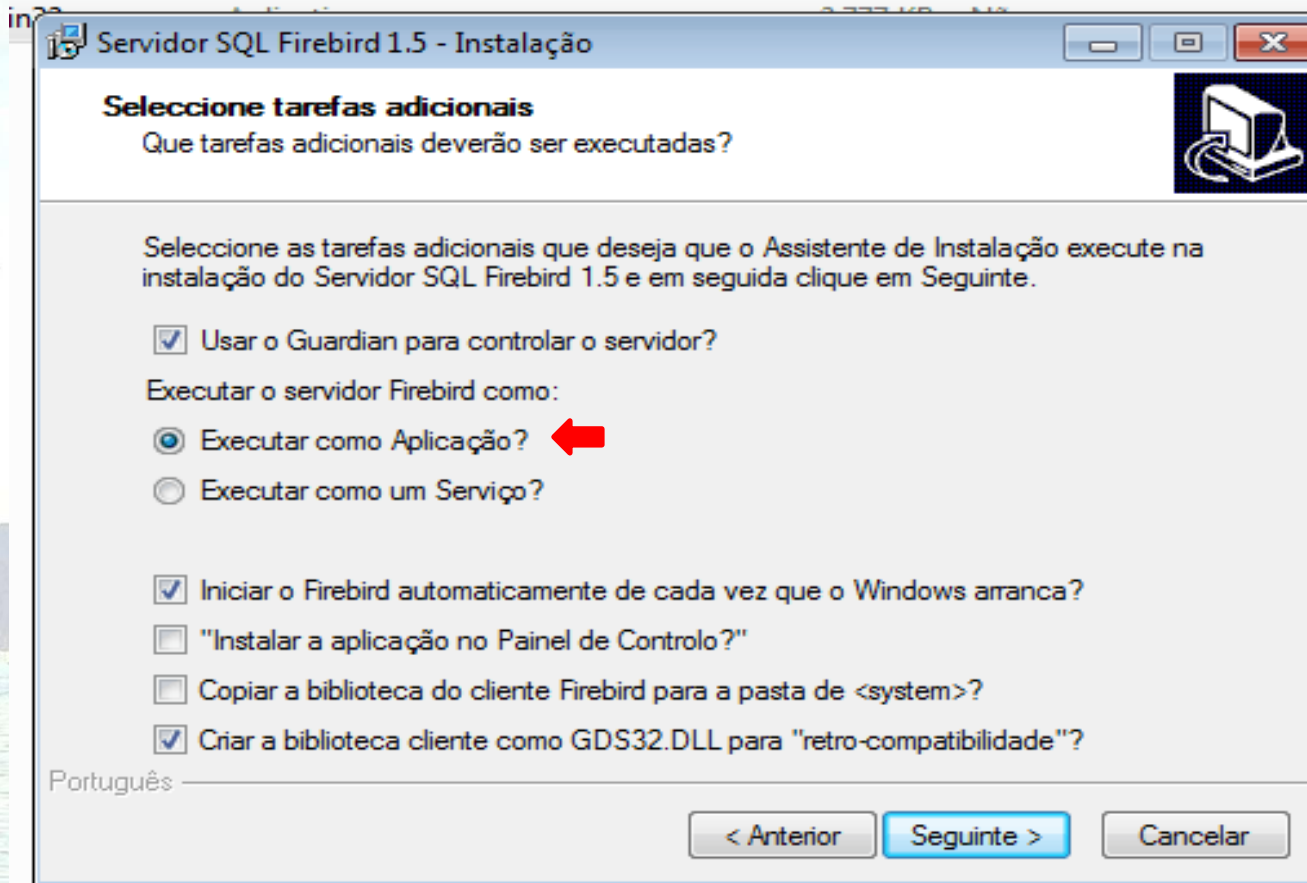 Servidor SQL Firebird 1.5 - Instalação
Seleccione tarefas adicionais
Que tarefas adicionais deverão ser executadas?
Seleccione as tarefas adicionais que deseja que o Assistente de Instalação execute na
instalação do Servidor SQL Firebird 1.5 e em seguida clique em Seguinte.
Usar o Guardian para controlar o servidor?
Executar o servidor Firebird como:
Executar como Aplicação?
Executar como um Serviço?
Iniciar o Firebird automaticamente de cada vez que o Windows arranca?
"Instalar a aplicação no Painel de Controlo?"
Copiar a biblioteca do cliente Firebird para a pasta de <system>?
Criar a biblioteca cliente como GDS32.DLL para "retro-compatibilidade"?
Português
< Anterior Seguinte > Cancelar